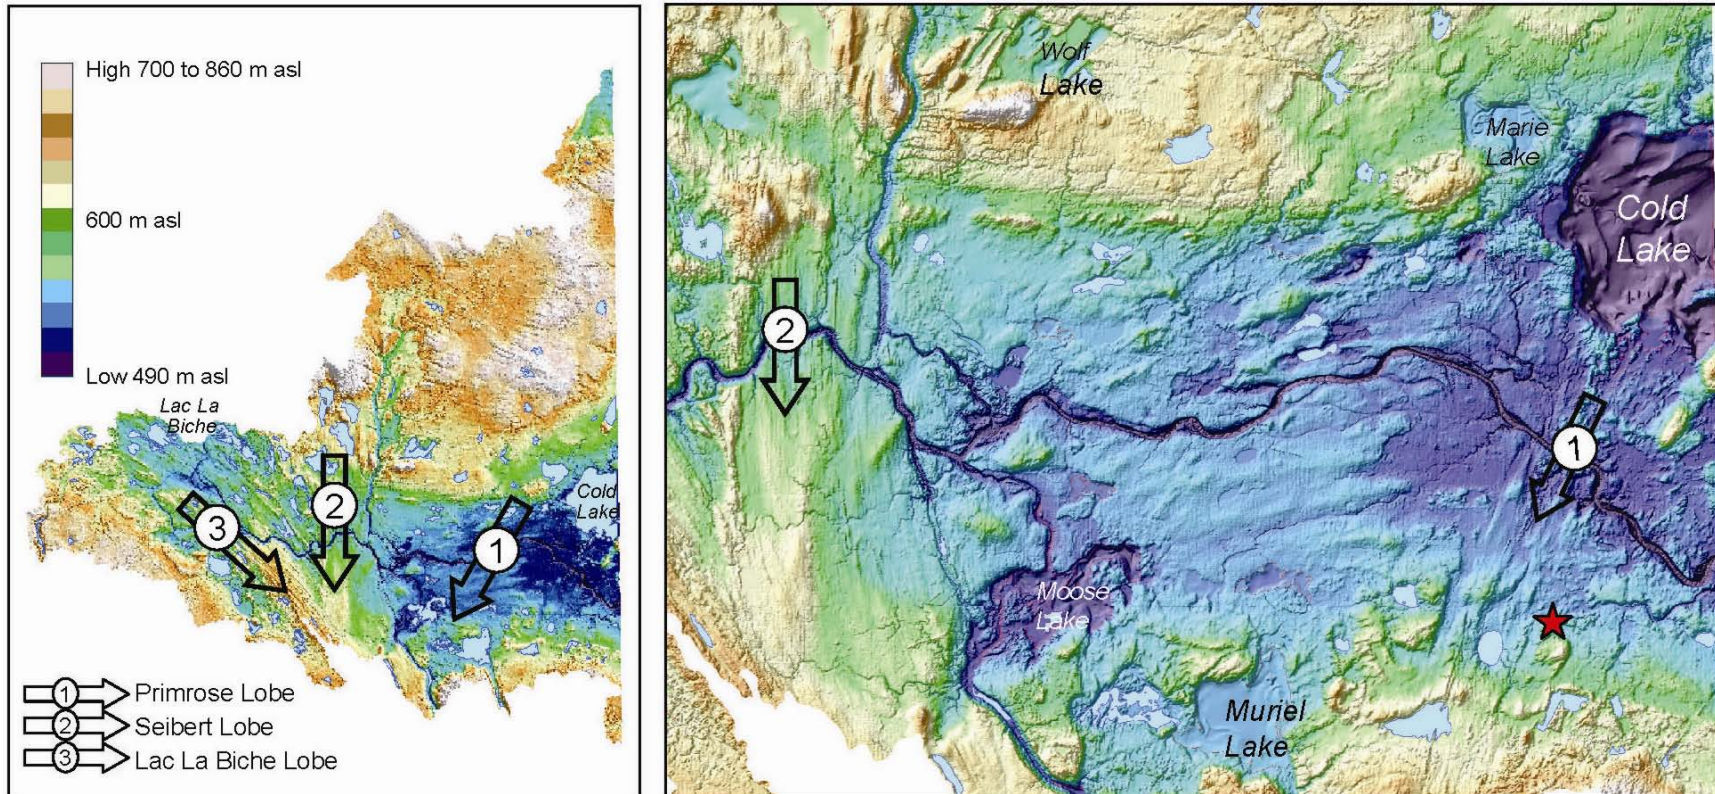 High 700 to 860 m asl
600 m asl
Low 490 m asl
Lac La
Biche
Cold
Lake
2
3
1
1 Primrose Lobe
2 Seibert Lobe
3 Lac La Biche Lobe
Wolf
Lake
Marie
Lake
Cold
Lake
2
1
Moose
Lake
Muriel
Lake